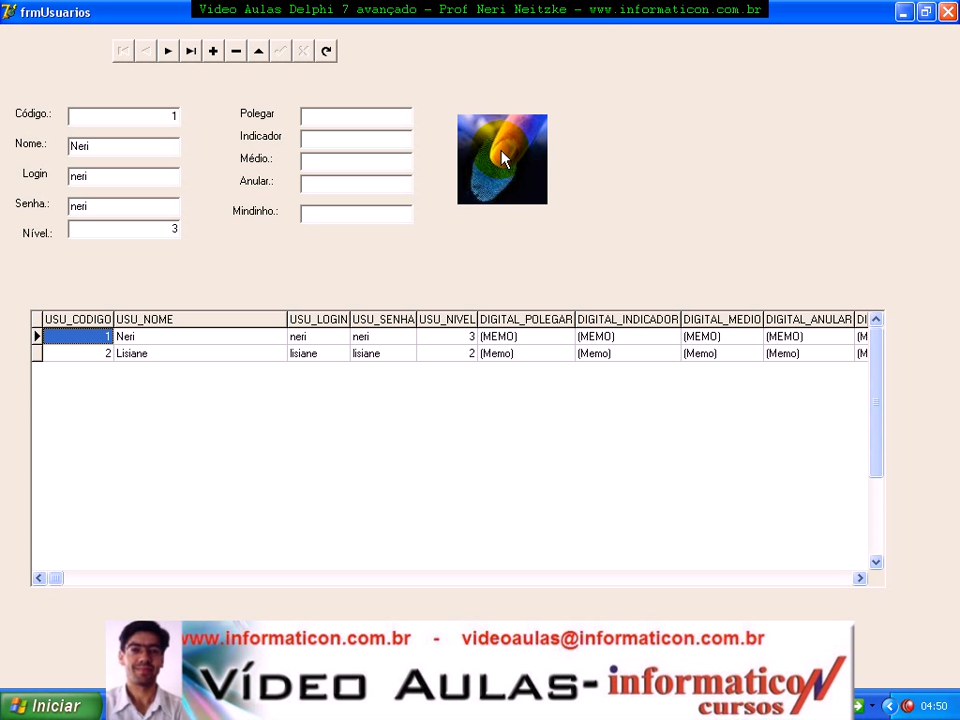 frmUsuarios
Video Aulas Delphi 7 avançado - Prof Neri Neitzke - www.informaticon.com.br
Código.: 1
Nome.: Neri
Login neri
Senha.: neri
Nível.: 3
Polegar
Indicador
Médio.:
Anular.:
Mindinho.:
USU_CODIGO USU_NOME USU_LOGIN USU_SENHA USU_NIVEL DIGITAL_POLEGAR DIGITAL_INDICADOR DIGITAL_MEDIO DIGITAL_ANULAR DI
1 Neri neri neri 3 (MEMO) (MEMO) (MEMO) (MEMO) (M
2 Lisiane lisiane lisiane 2 (Memo) (Memo) (Memo) (Memo) (M
www.informaticon.com.br - videoaulas@informaticon.com.br
VÍDEO AULAS- informaticoN
cursos
Iniciar
04:50